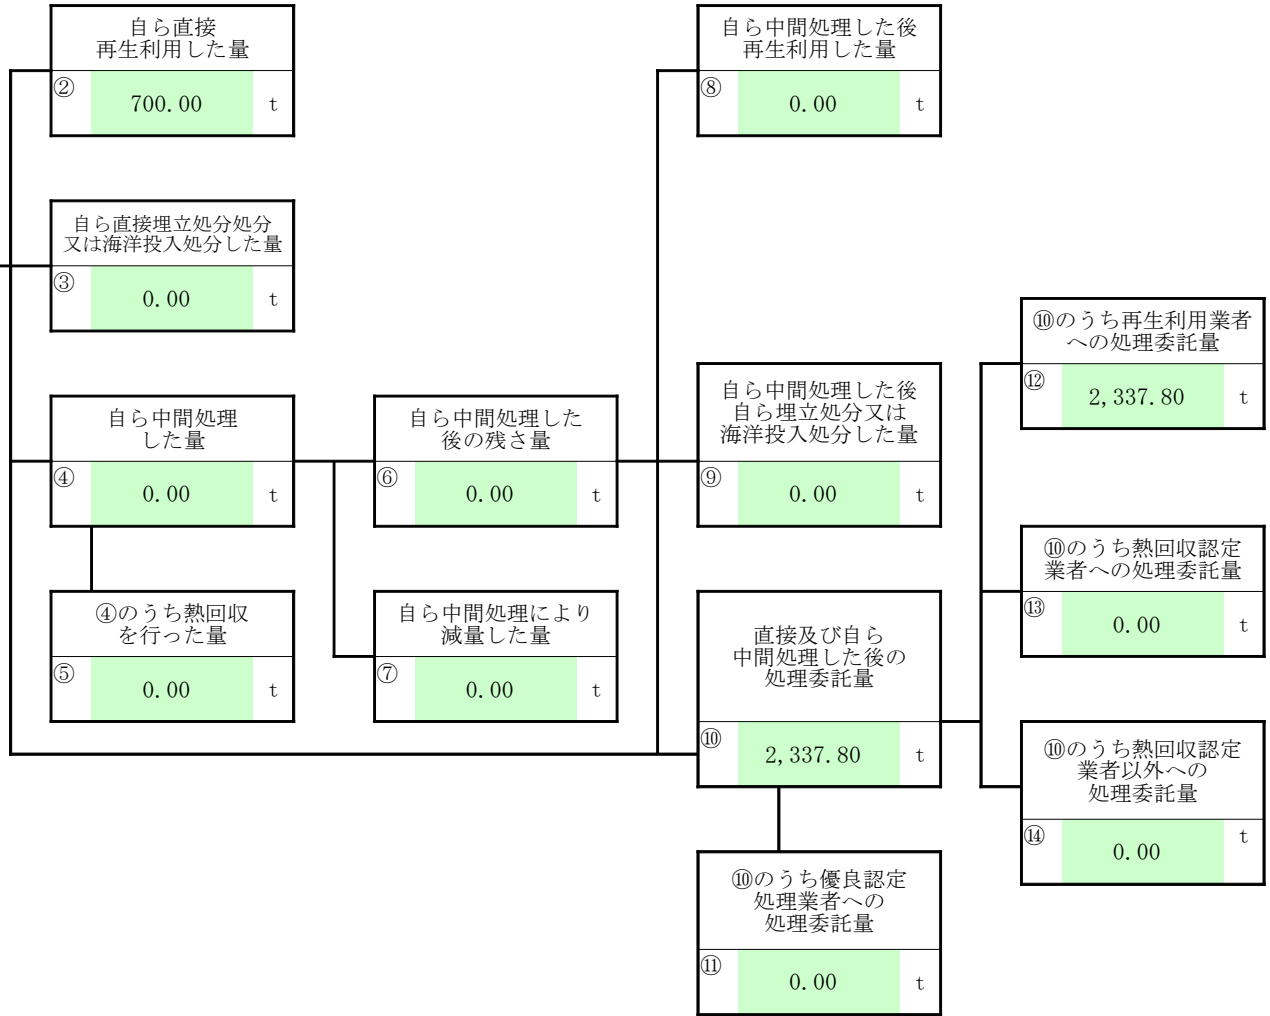 自ら直接
再生利用した量
②
700.00
t
自ら直接埋立処分処分
又は海洋投入処分した量
③
0.00
t
自ら中間処理
した量
④
0.00
t
④のうち熱回収
を行った量
⑤
0.00
t
自ら中間処理した
後の残さ量
⑥
0.00
t
自ら中間処理により
減量した量
⑦
0.00
t
自ら中間処理した後
再生利用した量
⑧
0.00
t
自ら中間処理した後
自ら埋立処分又は
海洋投入処分した量
⑨
0.00
t
直接及び自ら
中間処理した後の
処理委託量
⑩
2,337.80
t
⑩のうち優良認定
処理業者への
処理委託量
⑪
0.00
t
⑩のうち再生利用業者
への処理委託量
⑫
2,337.80
t
⑩のうち熱回収認定
業者への処理委託量
⑬
0.00
t
⑩のうち熱回収認定
業者以外への
処理委託量
⑭
0.00
t